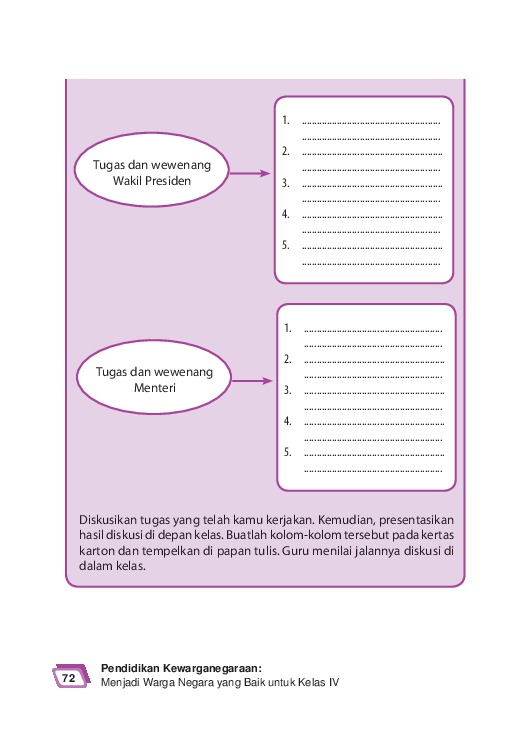 Tugas dan wewenang
Wakil Presiden
1. ........................................................
........................................................
2. ........................................................
........................................................
3. ........................................................
........................................................
4. ........................................................
........................................................
5. ........................................................
........................................................
Tugas dan wewenang
Menteri
1. ........................................................
........................................................
2. ........................................................
........................................................
3. ........................................................
........................................................
4. ........................................................
........................................................
5. ........................................................
........................................................
Diskusikan tugas yang telah kamu kerjakan. Kemudian, presentasikan
hasil diskusi di depan kelas. Buatlah kolom-kolom tersebut pada kertas
karton dan tempelkan di papan tulis. Guru menilai jalannya diskusi di
dalam kelas.
72
Pendidikan Kewarganegaraan:
Menjadi Warga Negara yang Baik untuk Kelas IV